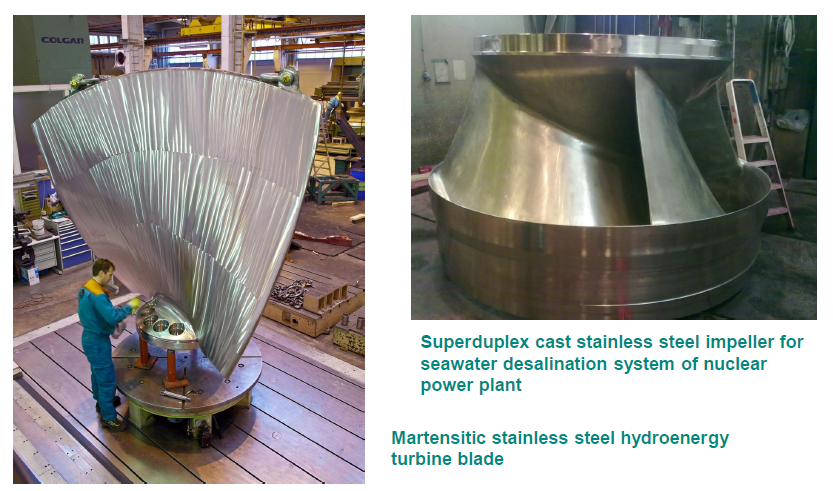 COLGAR
Superduplex cast stainless steel impeller for
seawater desalination system of nuclear
power plant
Martensitic stainless steel hydroenergy
turbine blade